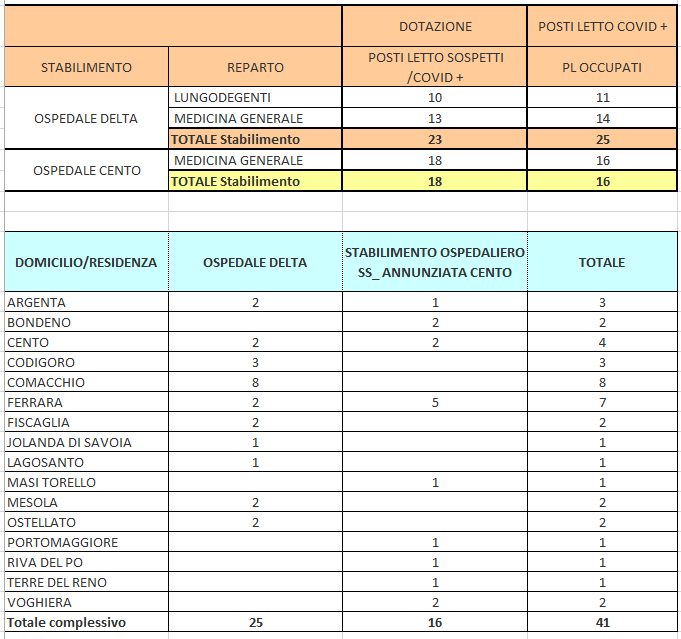 DOTAZIONE POSTI LETTO COVID +
STABILIMENTO REPARTO POSTI LETTO SOSPETTI /COVID + PL OCCUPATI
OSPEDALE DELTA LUNGODEGENTI 10 11
MEDICINA GENERALE 13 14
TOTALE Stabilimento 23 25
OSPEDALE CENTO MEDICINA GENERALE 18 16
TOTALE Stabilimento 18 16
DOMICILIO/RESIDENZA OSPEDALE DELTA STABILIMENTO OSPEDALIERO SS_ ANNUNZIATA CENTO TOTALE
ARGENTA 2 1 3
BONDENO 2 2
CENTO 2 2 4
CODIGORO 3 3
COMACCHIO 8 8
FERRARA 2 5 7
FISCAGLIA 2 2
JOLANDA DI SAVOIA 1 1
LAGOSANTO 1 1
MASI TORELLO 1 1
MESOLA 2 2
OSTELLATO 2 2
PORTOMAGGIORE 1 1
RIVA DEL PO 1 1
TERRE DEL RENO 1 1
VOGHIERA 2 2
Totale complessivo 25 16 41